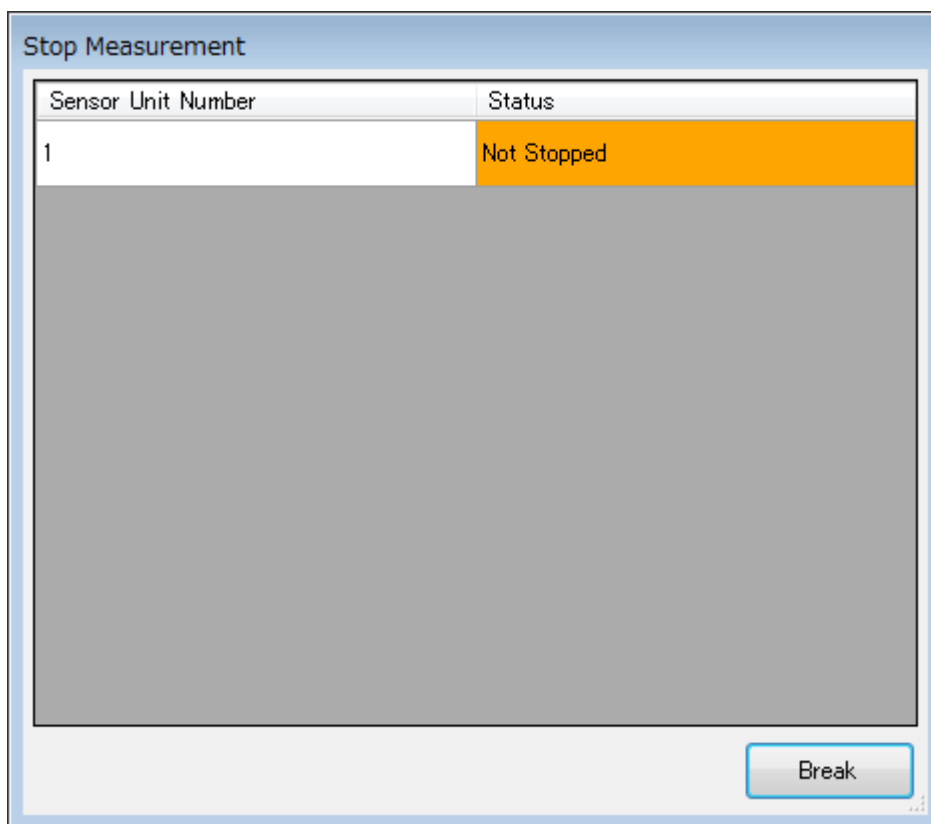 Stop Measurement
Sensor Unit Number Status
1 Not Stopped
Break